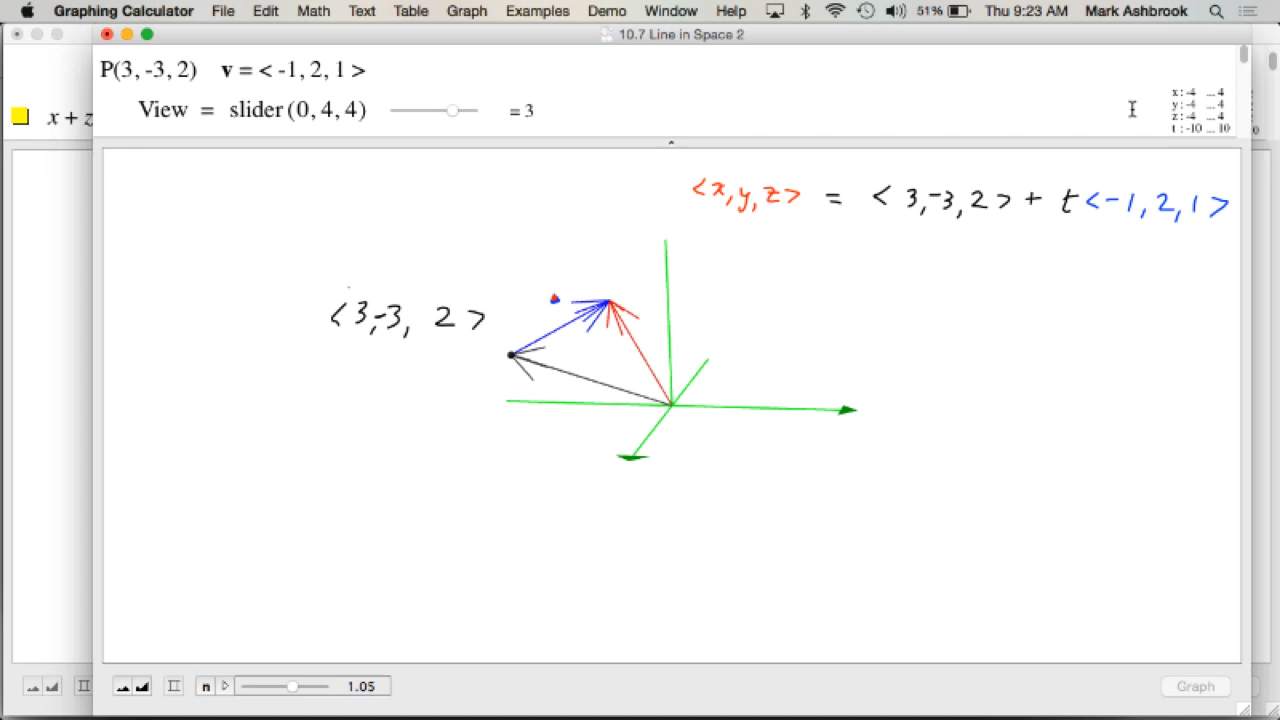 Graphing Calculator File Edit Math Text Table Graph Examples Demo Window Help 51% Thu 9:23 AM Mark Ashbrook
10.7 Line in Space 2
P(3, -3, 2) v = < -1, 2, 1 >
View = slider (0, 4, 4) = 3
x + z
x: -4 ... 4
y: -4 ... 4
z: -4 ... 4
t : -10 ... 10
<x, y, z> = < 3, -3, 2 > + t < -1, 2, 1 >
<3, -3, 2 >
n 1.05
Graph